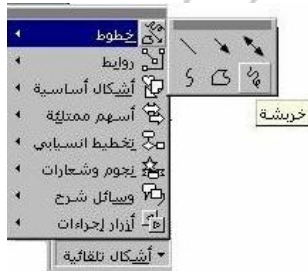 خطوط
روابط
أشكال أساسية
أسهم ممتلئة
تخطيط انسيابي
نجوم وشعارات
وسائل شرح
أزرار إجراءات
أشكال تلقائية
خربشة